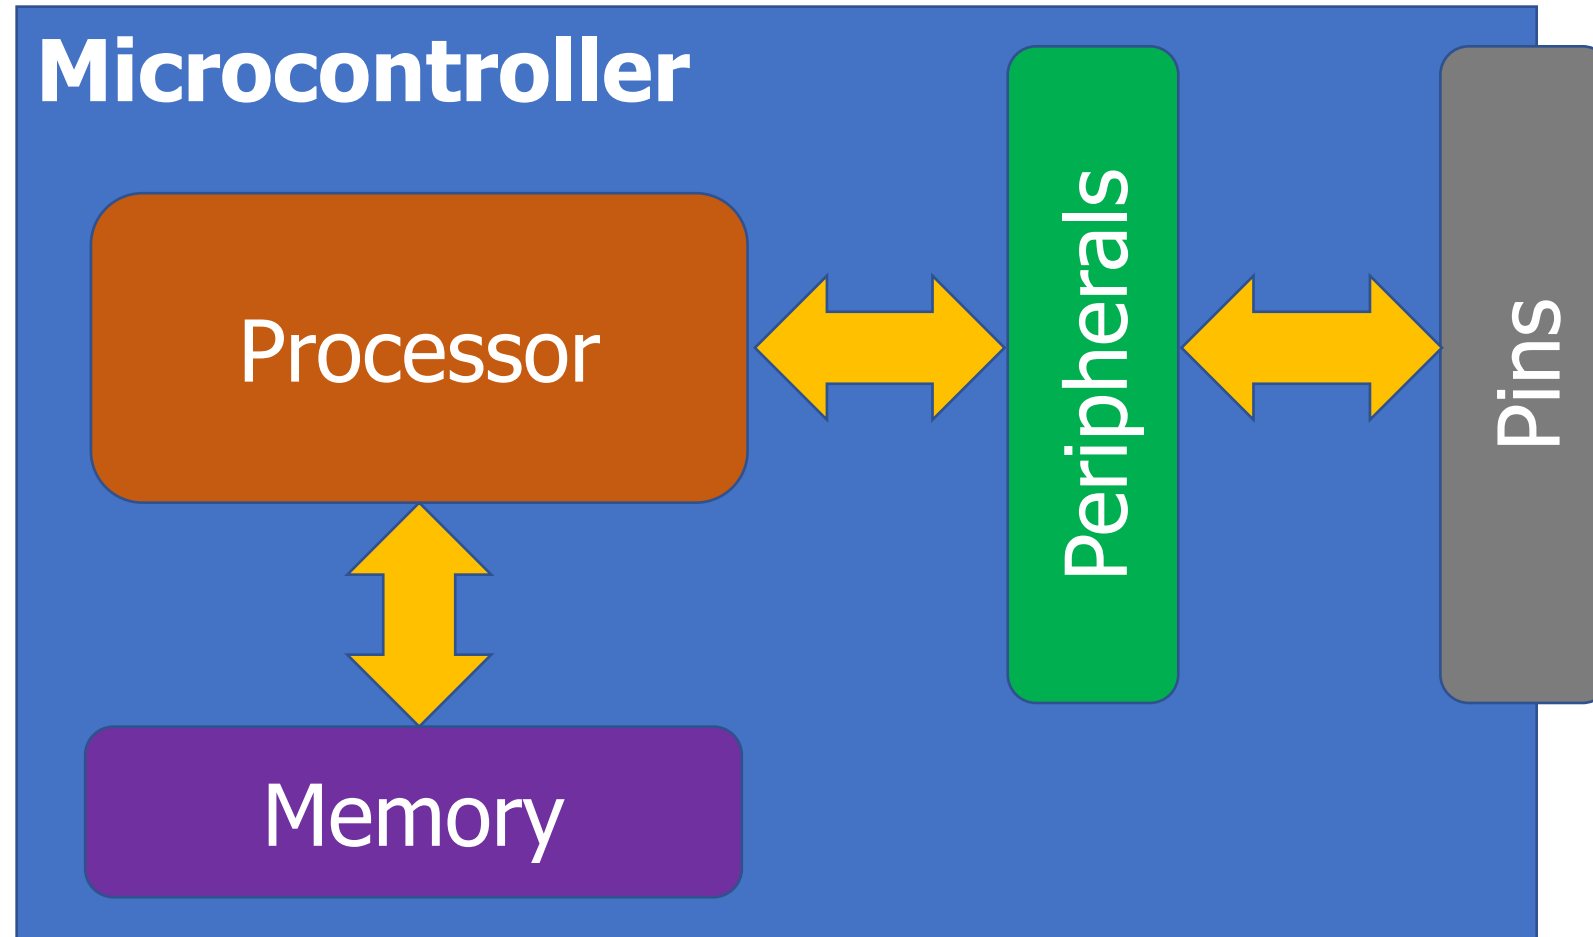 Microcontroller
Processor
Memory
Peripherals
Pins